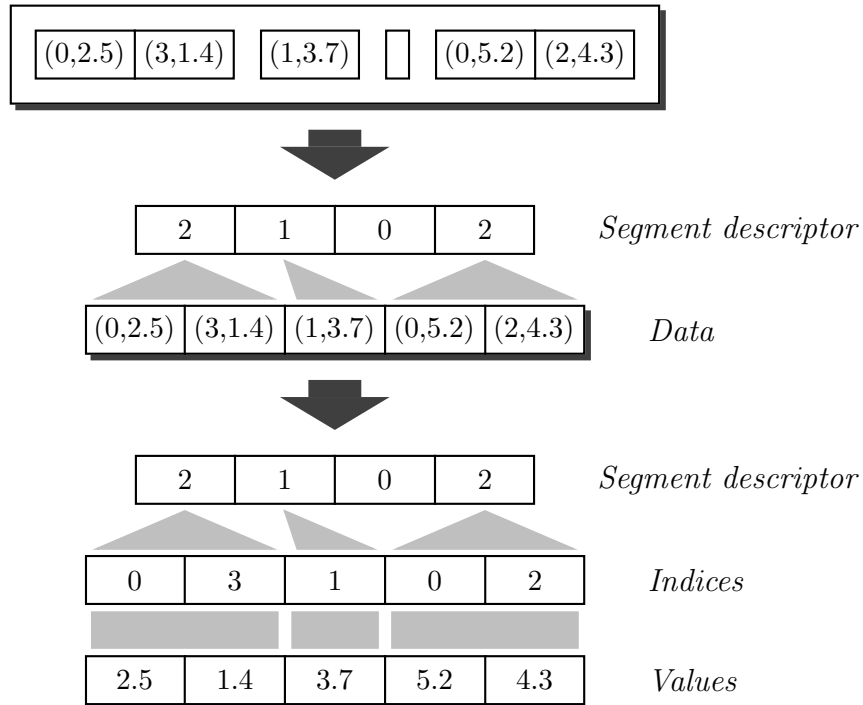 (0,2.5) (3,1.4) (1,3.7) (0,5.2) (2,4.3)
2 1 0 2 Segment descriptor
(0,2.5) (3,1.4) (1,3.7) (0,5.2) (2,4.3) Data
2 1 0 2 Segment descriptor
0 3 1 0 2 Indices
2.5 1.4 3.7 5.2 4.3 Values